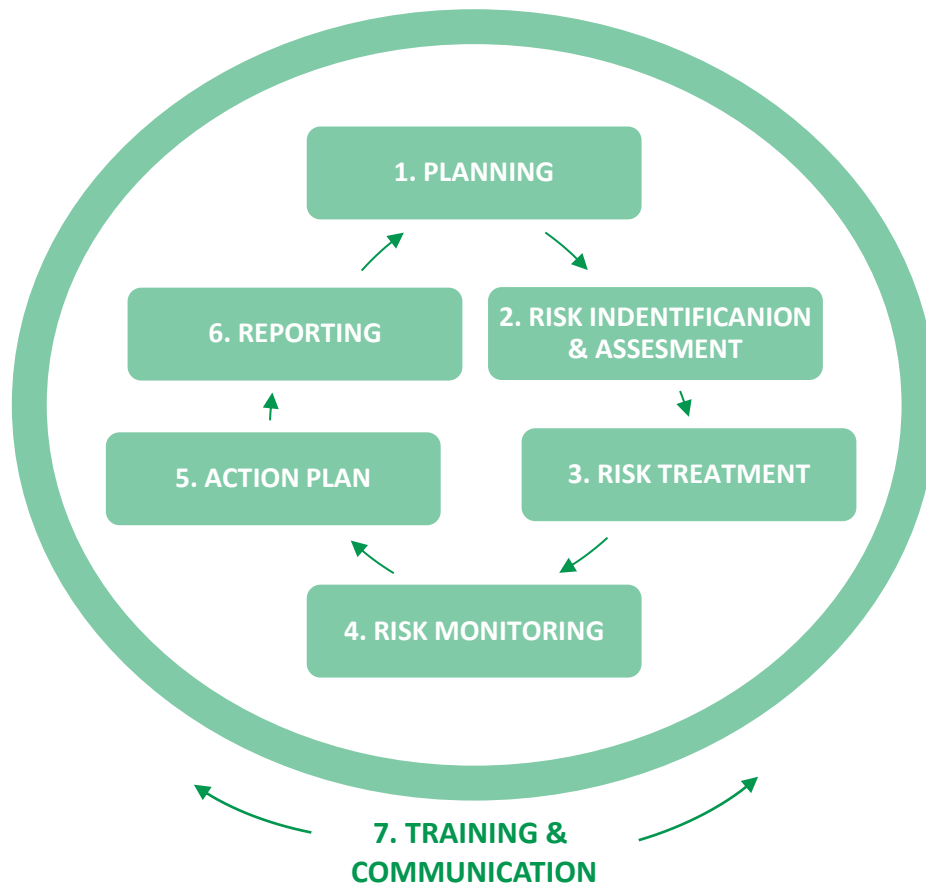 1. PLANNING
2. RISK INDENTIFICANION
& ASSESMENT
3. RISK TREATMENT
4. RISK MONITORING
5. ACTION PLAN
6. REPORTING
7. TRAINING &
COMMUNICATION